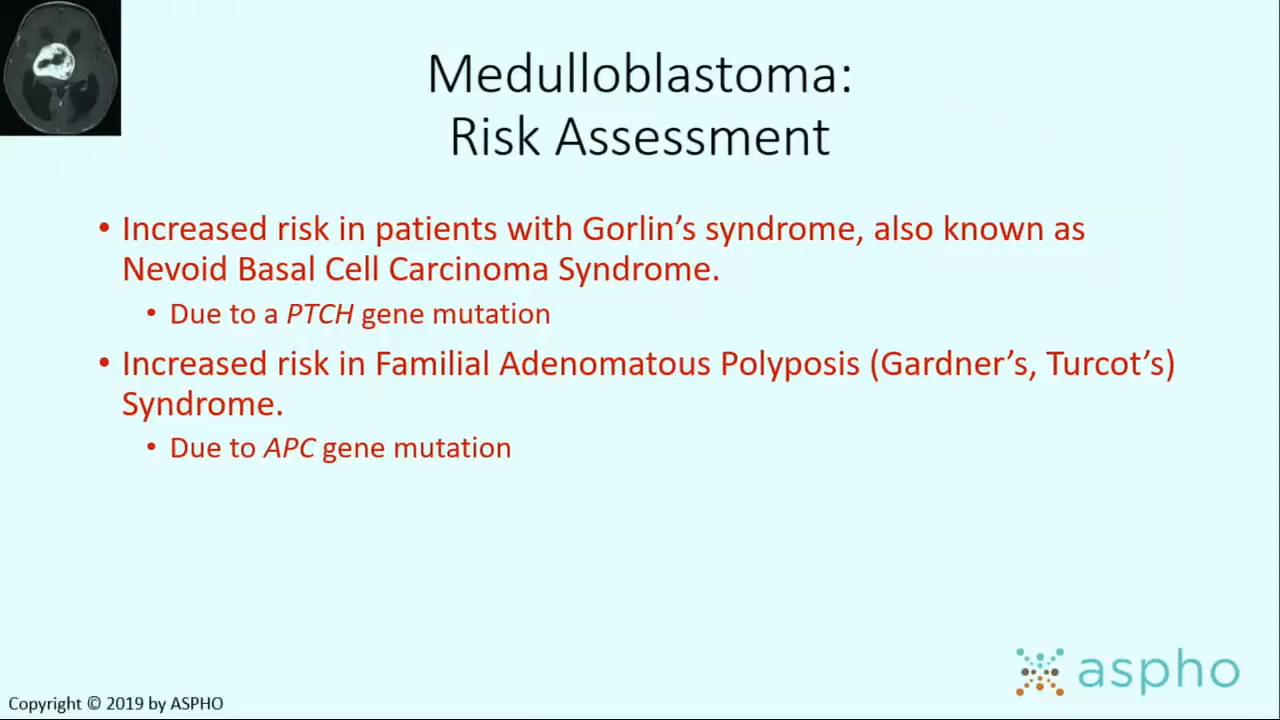 Medulloblastoma:
Risk Assessment
• Increased risk in patients with Gorlin’s syndrome, also known as
Nevoid Basal Cell Carcinoma Syndrome.
• Due to a PTCH gene mutation
• Increased risk in Familial Adenomatous Polyposis (Gardner’s, Turcot’s)
Syndrome.
• Due to APC gene mutation
aspho
Copyright © 2019 by ASPHO